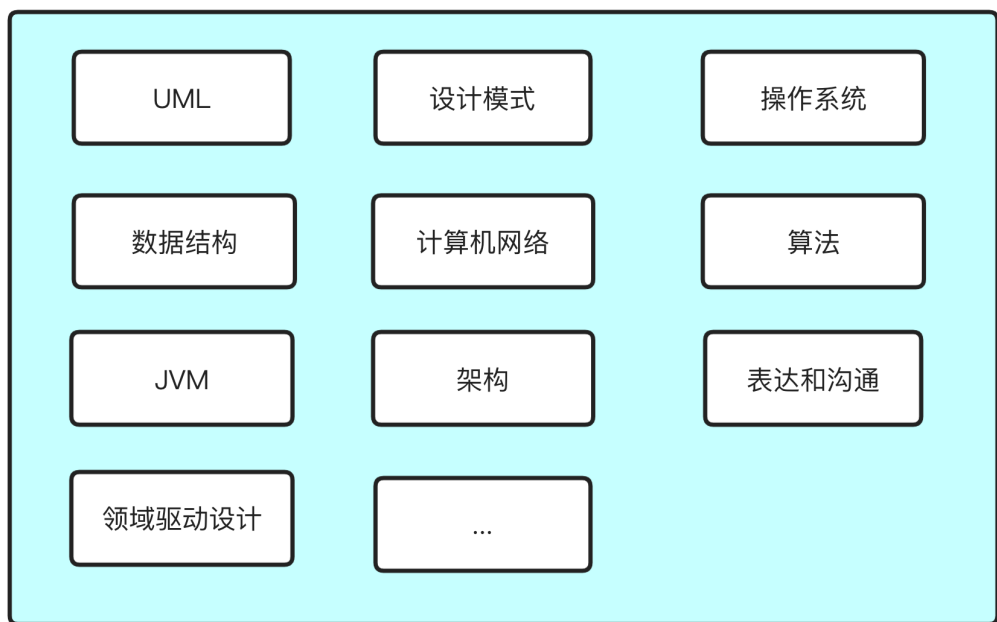 UML
设计模式
操作系统
数据结构
计算机网络
算法
JVM
架构
表达和沟通
领域驱动设计
...